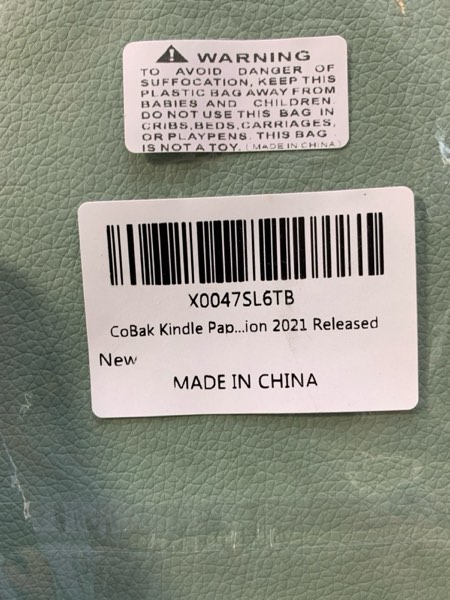 ⚠ WARNING
TO AVOID DANGER OF
SUFFOCATION, KEEP THIS
PLASTIC BAG AWAY FROM
BABIES AND CHILDREN.
DO NOT USE THIS BAG IN
CRIBS,BEDS,CARRIAGES,
OR PLAYPENS. THIS BAG
IS NOT A TOY. ( MADE IN CHINA )
X0047SL6TB
CoBak Kindle Pap...ion 2021 Released
New
MADE IN CHINA